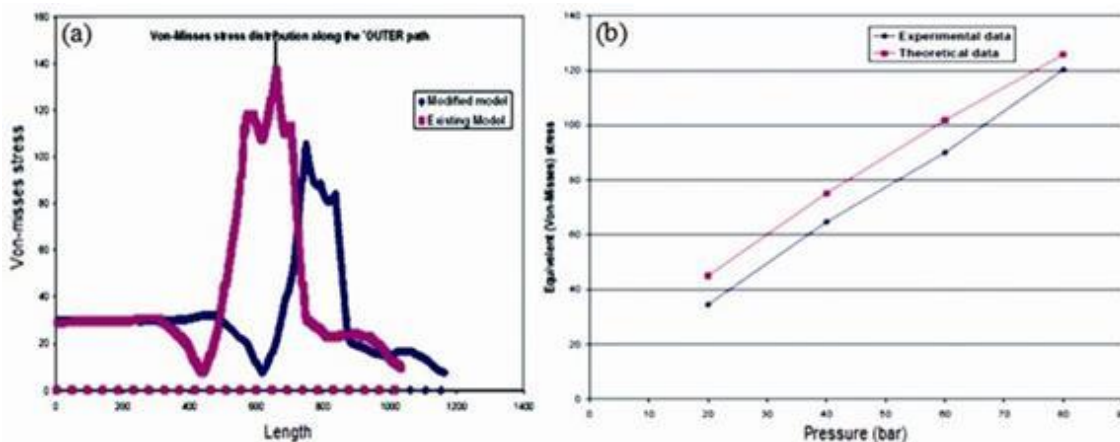 (a)
Von-Misses stress distribution along the 'OUTER path
Modified model
Existing Model
Von-misses stress
160
140
120
100
80
60
40
20
0
0 200 400 600 800 1000 1200 1400
Length
(b)
Experimental data
Theoretical data
Equivalent (Von-Misses) stress
140
120
100
80
60
40
20
0
0 10 20 30 40 50 60 70 80
Pressure (bar)